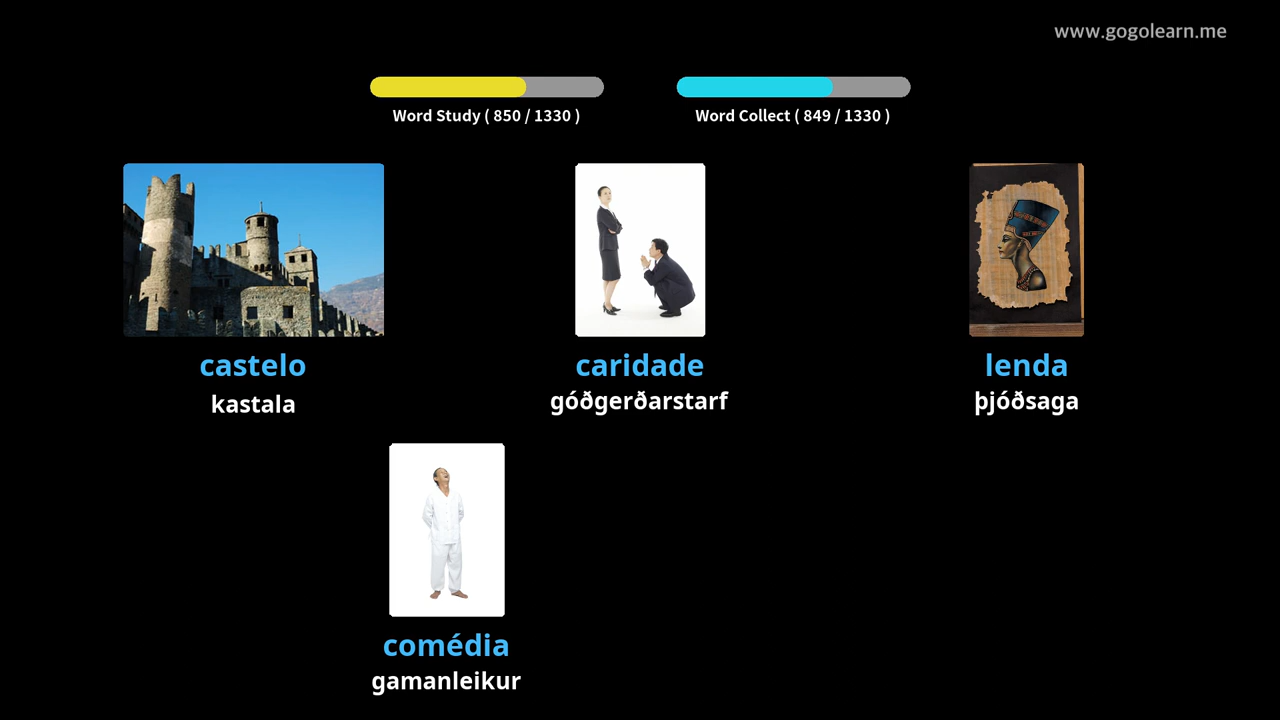 www.gogolearn.me
Word Study ( 850 / 1330 )
Word Collect ( 849 / 1330 )
castelo
kastala
caridade
góðgerðarstarf
lenda
þjóðsaga
comédia
gamanleikur